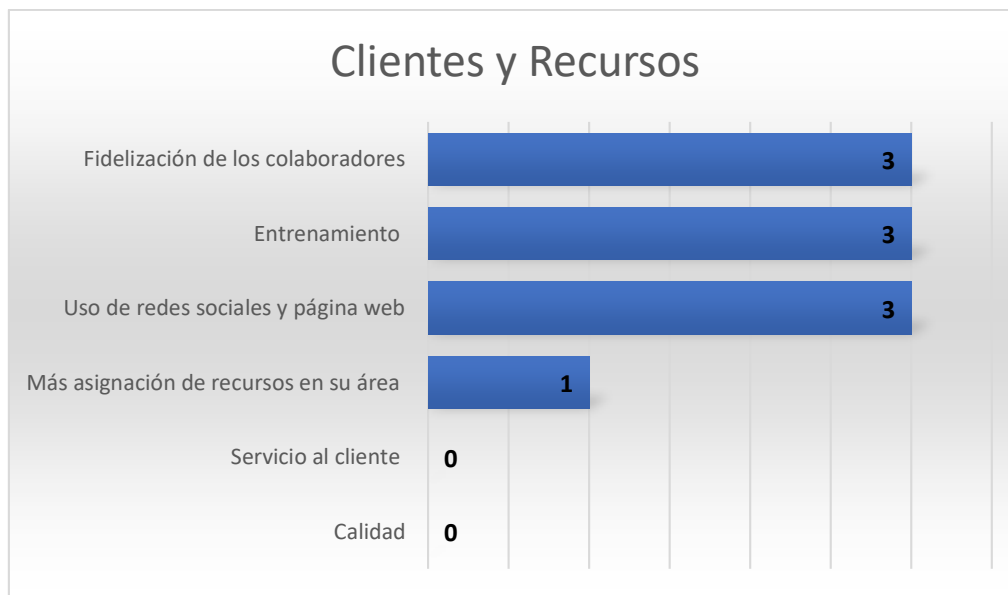 Clientes y Recursos
Fidelización de los colaboradores
3
Entrenamiento
3
Uso de redes sociales y página web
3
Más asignación de recursos en su área
1
Servicio al cliente
0
Calidad
0